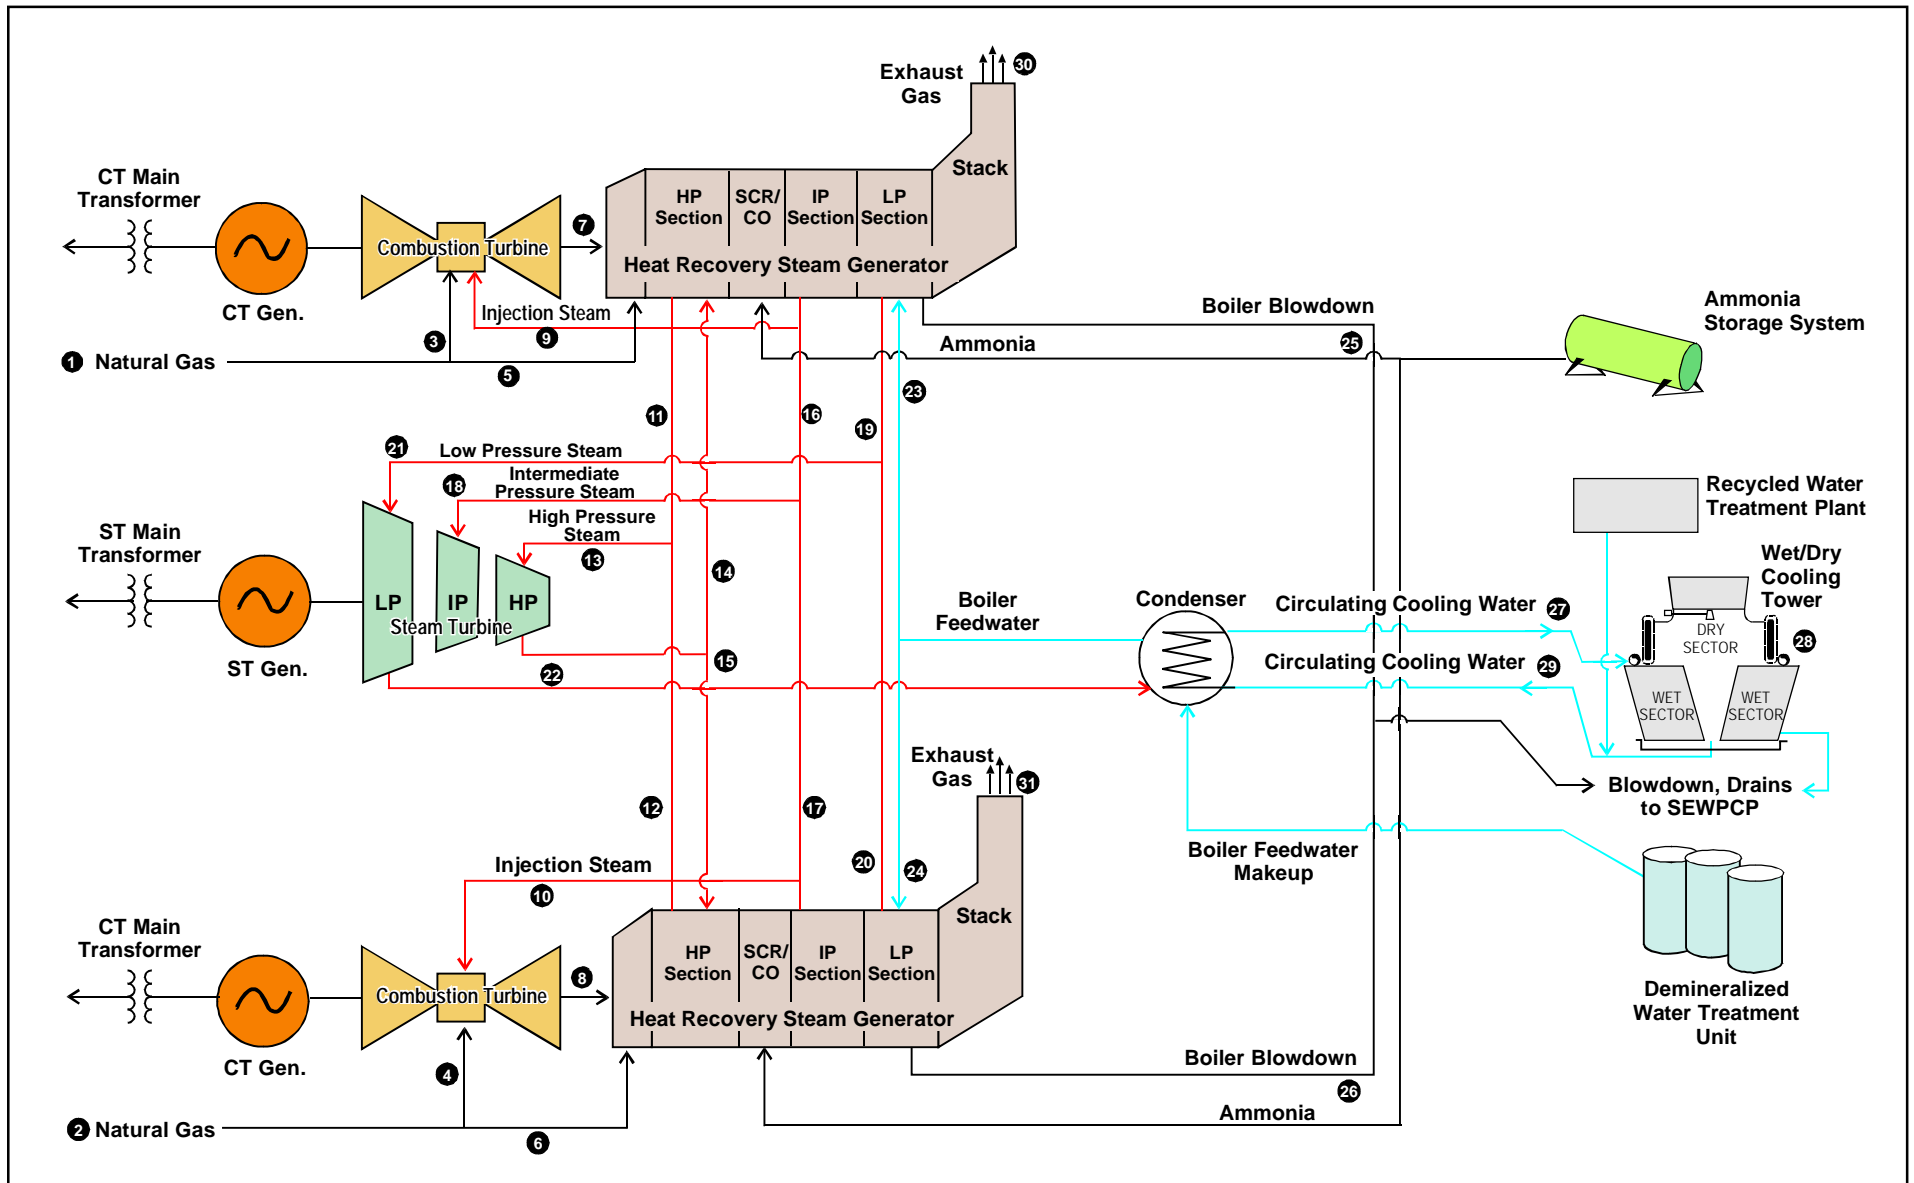 Exhaust
Gas
30
CT Main
Transformer
Stack
HP
Section
SCR/
CO
IP
Section
LP
Section
7
Combustion Turbine
Heat Recovery Steam Generator
CT Gen.
Injection Steam
9
3
Boiler Blowdown
25
Ammonia
Ammonia
Storage System
1 Natural Gas
5
11
16
19
23
21
Low Pressure Steam
18
Intermediate
Pressure Steam
High Pressure
Steam
13
14
Recycled Water
Treatment Plant
ST Main
Transformer
LP
IP
HP
Steam Turbine
ST Gen.
15
22
Boiler
Feedwater
Condenser
Circulating Cooling Water 27
Circulating Cooling Water 29
Wet/Dry
Cooling
Tower
DRY
SECTOR
28
WET
SECTOR
WET
SECTOR
Exhaust
Gas
31
Blowdown, Drains
to SEWPCP
12
17
20
24
Boiler Feedwater
Makeup
Injection Steam
10
CT Main
Transformer
Stack
HP
Section
SCR/
CO
IP
Section
LP
Section
8
Combustion Turbine
Heat Recovery Steam Generator
CT Gen.
4
Demineralized
Water Treatment
Unit
Boiler Blowdown
26
Ammonia
2 Natural Gas
6